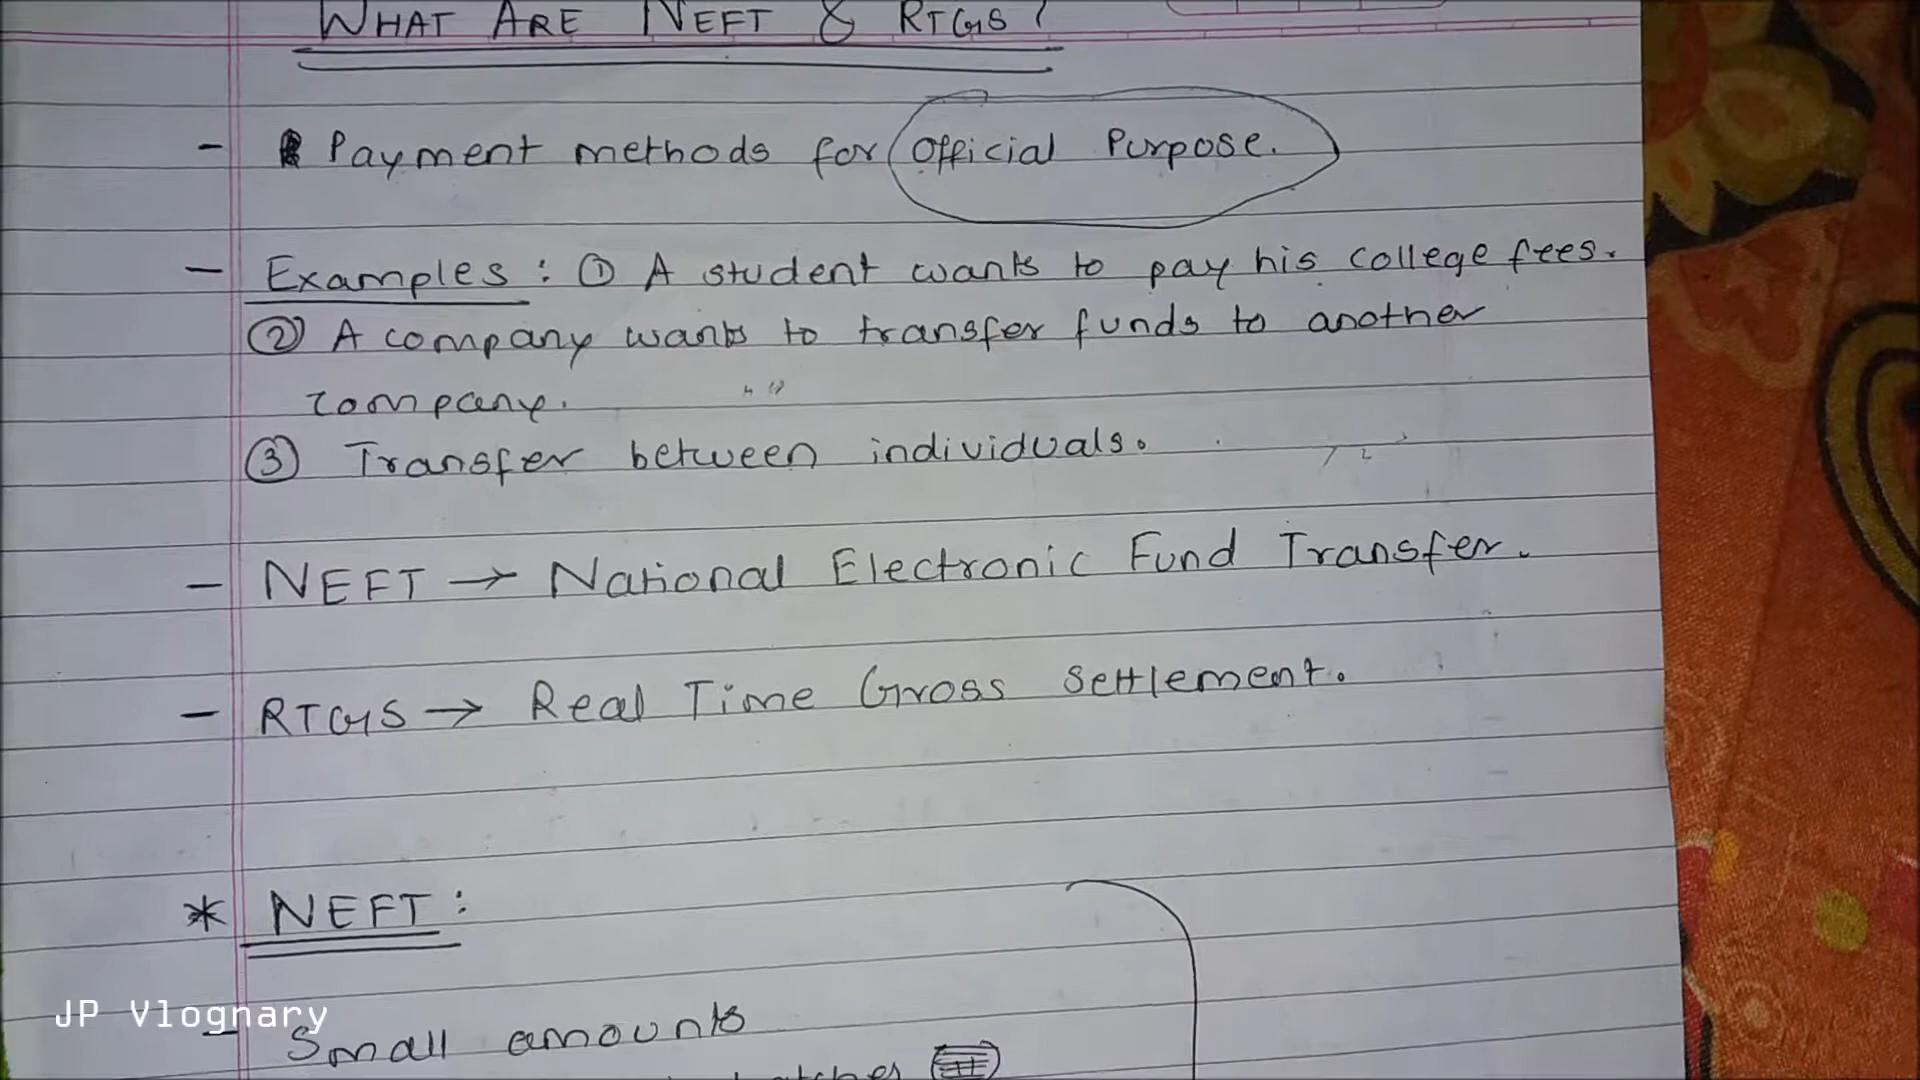 WHAT ARE NEFT & RTGS?
- Payment methods for Official Purpose.
- Examples: ① A student wants to pay his college fees.
② A company wants to transfer funds to another
company.
③ Transfer between individuals.
- NEFT → National Electronic Fund Transfer.
- RTGS → Real Time Gross Settlement.
* NEFT:
- Small amounts
JP Vlognary